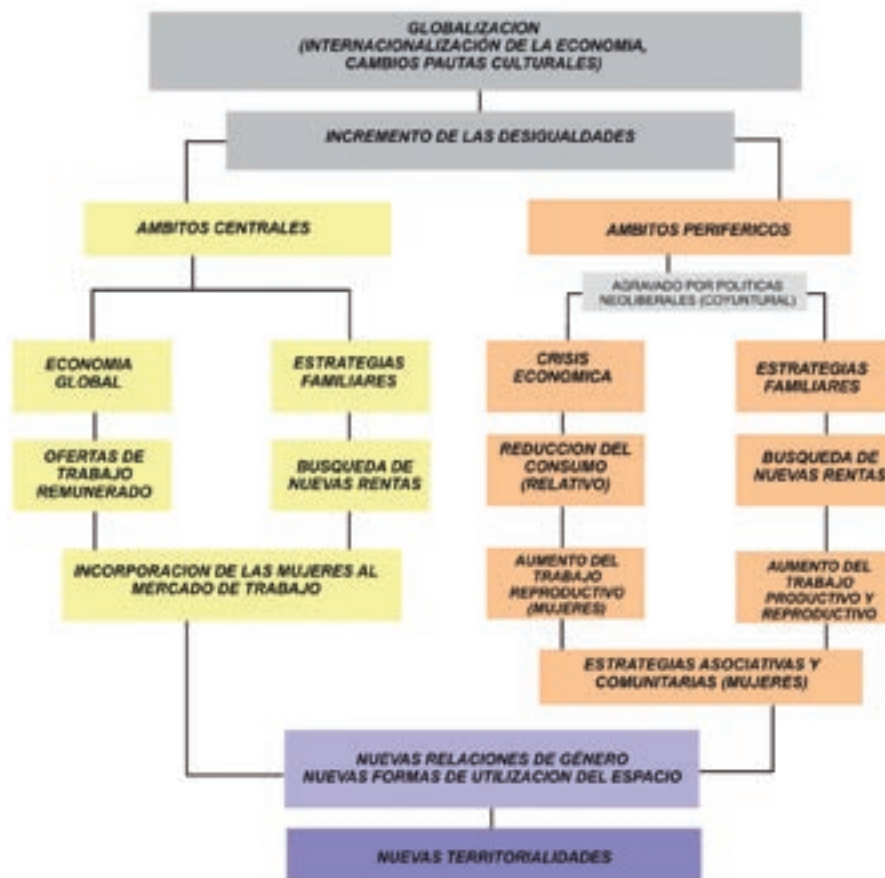 GLOBALIZACION
(INTERNACIONALIZACIÓN DE LA ECONOMIA,
CAMBIOS PAUTAS CULTURALES)
INCREMENTO DE LAS DESIGUALDADES
AMBITOS CENTRALES
AMBITOS PERIFERICOS
AGRAVADO POR POLITICAS
NEOLIBERALES (COYUNTURAL)
ECONOMIA
GLOBAL
ESTRATEGIAS
FAMILIARES
CRISIS
ECONOMICA
ESTRATEGIAS
FAMILIARES
OFERTAS DE
TRABAJO
REMUNERADO
BUSQUEDA DE
NUEVAS RENTAS
REDUCCION DEL
CONSUMO
(RELATIVO)
BUSQUEDA DE
NUEVAS RENTAS
INCORPORACION DE LAS MUJERES AL
MERCADO DE TRABAJO
AUMENTO DEL
TRABAJO
REPRODUCTIVO
(MUJERES)
AUMENTO DEL
TRABAJO
PRODUCTIVO Y
REPRODUCTIVO
ESTRATEGIAS ASOCIATIVAS Y
COMUNITARIAS (MUJERES)
NUEVAS RELACIONES DE GÉNERO
NUEVAS FORMAS DE UTILIZACION DEL ESPACIO
NUEVAS TERRITORIALIDADES